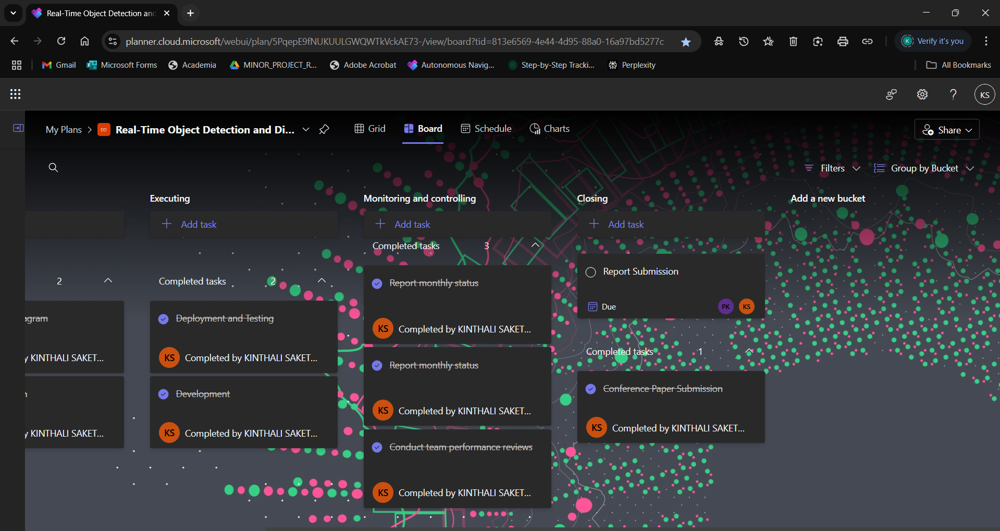 Real-Time Object Detection and
planner.cloud.microsoft/webui/plan/5PqepE9fNUKUULGWQWTkVckAE73-/view/board?tid=813e6569-4e44-4d95-88a0-16a97bd5277c
K
Verify it's you
Gmail
Microsoft Forms
Academia
MINOR_PROJECT_R...
Adobe Acrobat
Autonomous Navig...
Step-by-Step Tracki...
Perplexity
All Bookmarks
KS
My Plans
DD
Real-Time Object Detection and Di...
Grid
Board
Schedule
Charts
Share
Filters
Group by Bucket
2
agram
y KINTHALI SAKET...
y KINTHALI SAKET...
Executing
Add task
Completed tasks 2
Deployment and Testing
KS Completed by KINTHALI SAKET...
Development
KS Completed by KINTHALI SAKET...
Monitoring and controlling
Add task
Completed tasks 3
Report monthly status
KS Completed by KINTHALI SAKET...
Report monthly status
KS Completed by KINTHALI SAKET...
Conduct team performance reviews
KS Completed by KINTHALI SAKET...
Closing
Add task
Report Submission
Due PK KS
Completed tasks 1
Conference Paper Submission
KS Completed by KINTHALI SAKET...
Add a new bucket